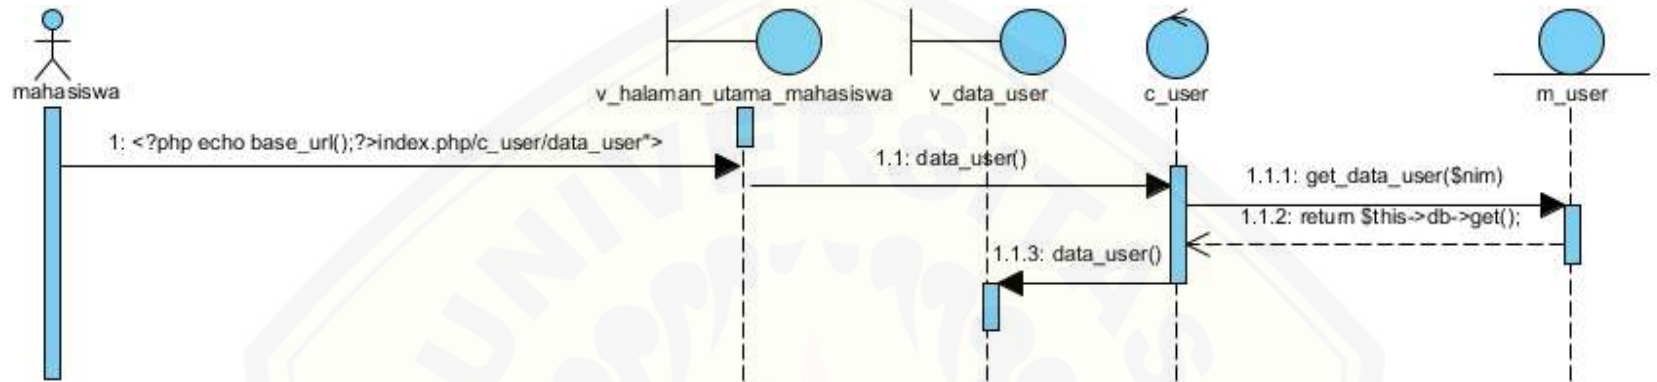 mahasiswa
v_halaman_utama_mahasiswa
v_data_user
c_user
m_user
1: <?php echo base_url();?>index.php/c_user/data_user">
1.1: data_user()
1.1.1: get_data_user($nim)
1.1.2: return $this->db->get();
1.1.3: data_user()
UNIVERSITAS